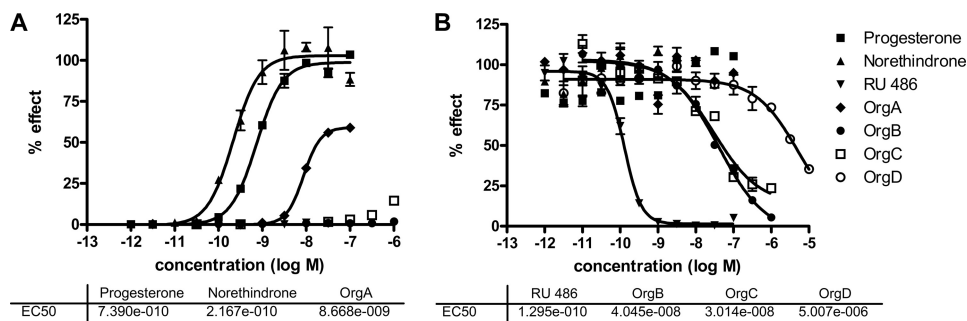 A
% effect
125
100
75
50
25
0
-13 -12 -11 -10 -9 -8 -7 -6
concentration (log M)
Progesterone Norethindrone OrgA
EC50 7.390e-010 2.167e-010 8.668e-009
B
% effect
125
100
75
50
25
0
-13 -12 -11 -10 -9 -8 -7 -6 -5
concentration (log M)
RU 486 OrgB OrgC OrgD
EC50 1.295e-010 4.045e-008 3.014e-008 5.007e-006
Progesterone
Norethindrone
RU 486
OrgA
OrgB
OrgC
OrgD